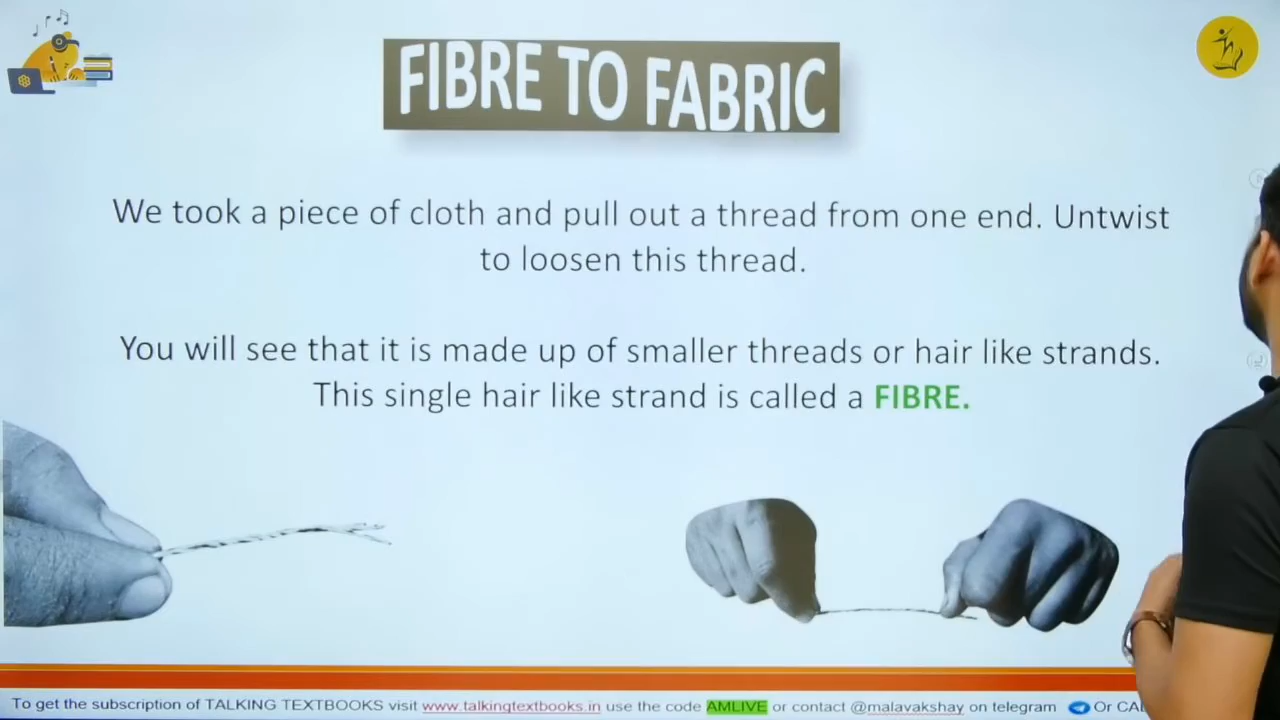 FIBRE TO FABRIC
We took a piece of cloth and pull out a thread from one end. Untwist
to loosen this thread.
You will see that it is made up of smaller threads or hair like strands.
This single hair like strand is called a FIBRE.
To get the subscription of TALKING TEXTBOOKS visit www.talkingtextbooks.in use the code AMLIVE or contact @malavakshay on telegram Or